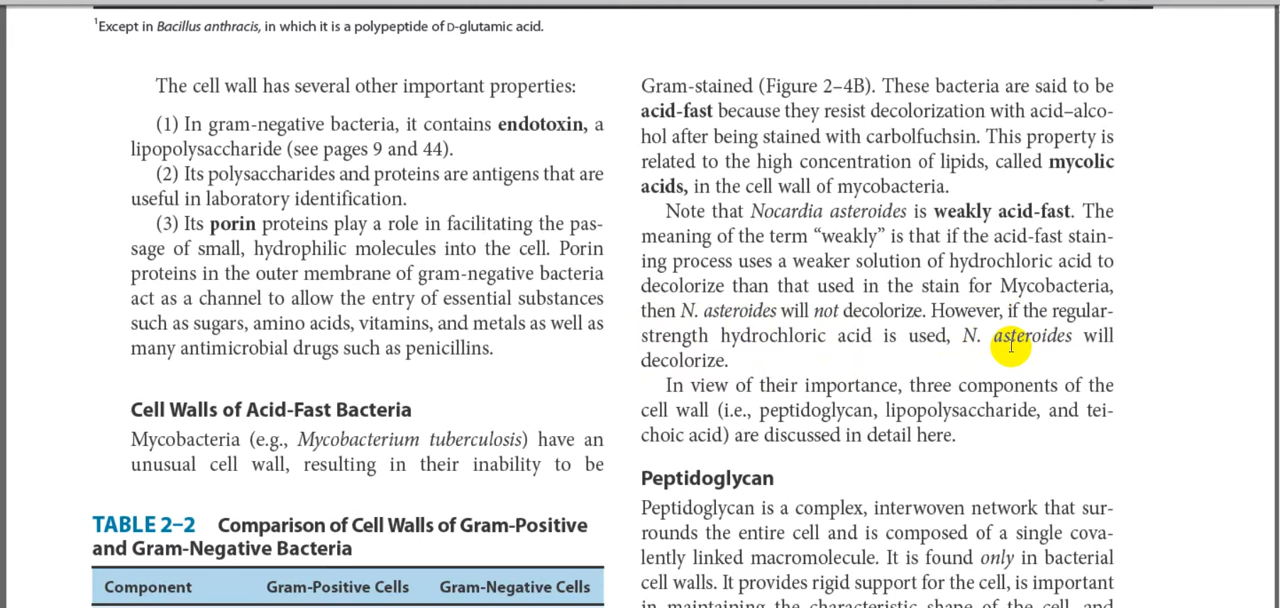 ¹Except in Bacillus anthracis, in which it is a polypeptide of D-glutamic acid.
The cell wall has several other important properties:
(1) In gram-negative bacteria, it contains endotoxin, a
lipopolysaccharide (see pages 9 and 44).
(2) Its polysaccharides and proteins are antigens that are
useful in laboratory identification.
(3) Its porin proteins play a role in facilitating the pas-
sage of small, hydrophilic molecules into the cell. Porin
proteins in the outer membrane of gram-negative bacteria
act as a channel to allow the entry of essential substances
such as sugars, amino acids, vitamins, and metals as well as
many antimicrobial drugs such as penicillins.
Cell Walls of Acid-Fast Bacteria
Mycobacteria (e.g., Mycobacterium tuberculosis) have an
unusual cell wall, resulting in their inability to be
TABLE 2–2 Comparison of Cell Walls of Gram-Positive
and Gram-Negative Bacteria
Component Gram-Positive Cells Gram-Negative Cells
Gram-stained (Figure 2–4B). These bacteria are said to be
acid-fast because they resist decolorization with acid–alco-
hol after being stained with carbolfuchsin. This property is
related to the high concentration of lipids, called mycolic
acids, in the cell wall of mycobacteria.
Note that Nocardia asteroides is weakly acid-fast. The
meaning of the term “weakly” is that if the acid-fast stain-
ing process uses a weaker solution of hydrochloric acid to
decolorize than that used in the stain for Mycobacteria,
then N. asteroides will not decolorize. However, if the regular-
strength hydrochloric acid is used, N. asteroides will
decolorize.
In view of their importance, three components of the
cell wall (i.e., peptidoglycan, lipopolysaccharide, and tei-
choic acid) are discussed in detail here.
Peptidoglycan
Peptidoglycan is a complex, interwoven network that sur-
rounds the entire cell and is composed of a single cova-
lently linked macromolecule. It is found only in bacterial
cell walls. It provides rigid support for the cell, is important
in maintaining the characteristic shape of the cell, and